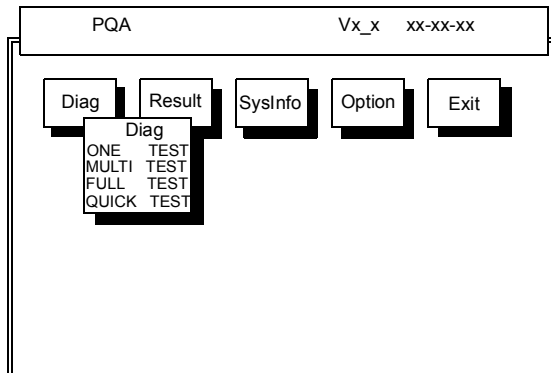 PQA Vx_x xx-xx-xx
Diag Result SysInfo Option Exit
Diag
ONE TEST
MULTI TEST
FULL TEST
QUICK TEST